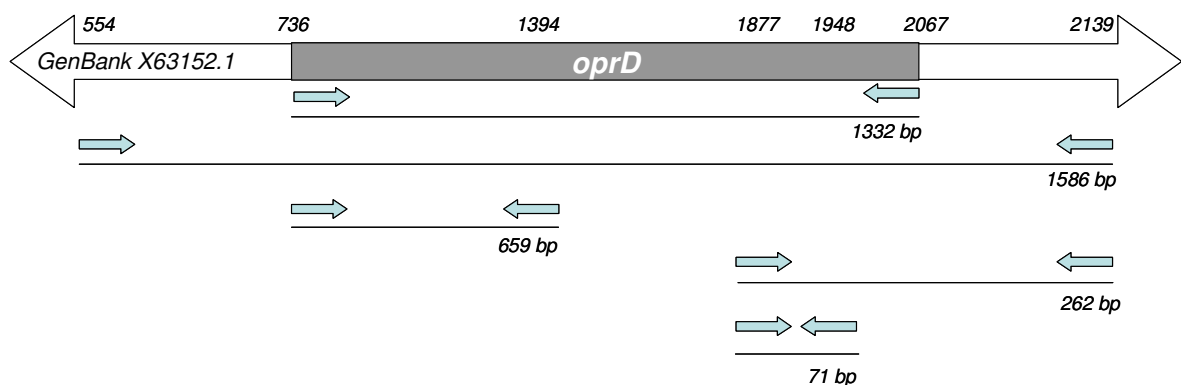 554 736 1394 1877 1948 2067 2139
GenBank X63152.1 oprD
1332 bp
1586 bp
659 bp
262 bp
71 bp